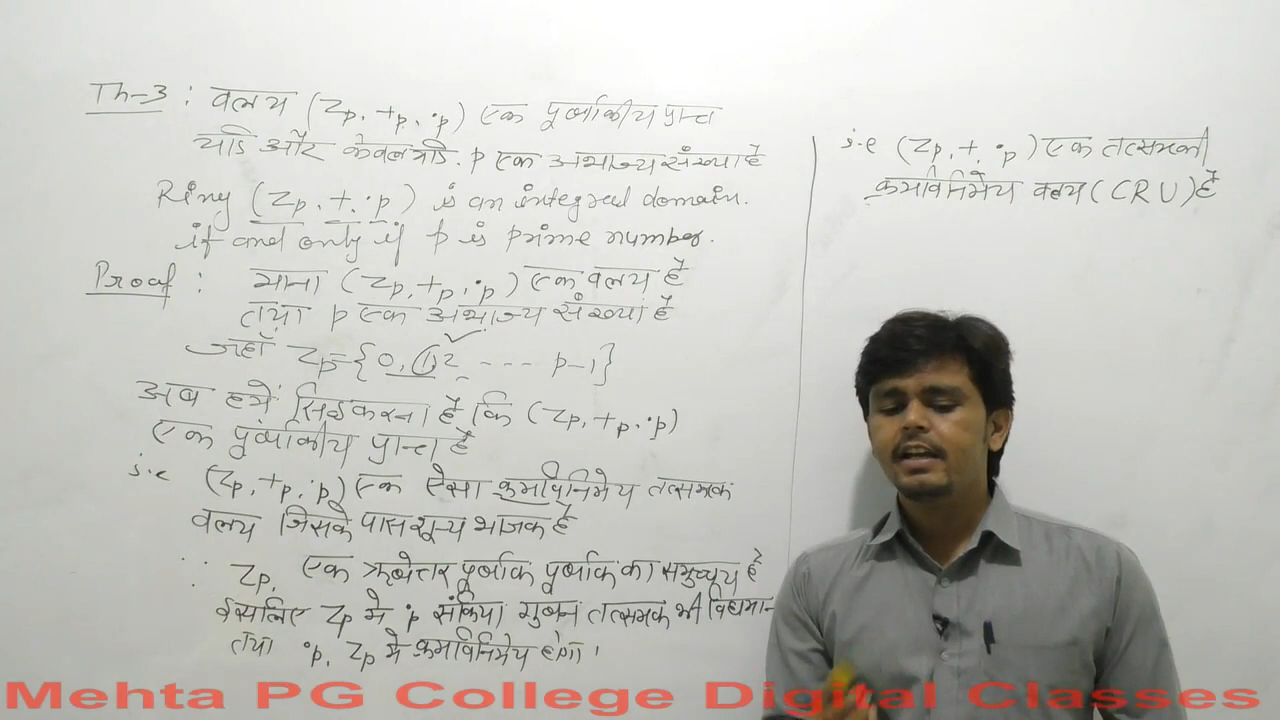 Th-3 : वलय (Zp, +p, ·p) एक पूर्णाकीय प्रान्त
यदि और केवल यदि p एक अभाज्य संख्या है
Ring (Zp, +, ·p) is an integral domain.
if and only if p is prime number.
Proof : माना (Zp, +p, ·p) एक वलय है
तथा p एक अभाज्य संख्या है
जहाँ Zp={0, 1, 2 - - - - p-1}
अब हमें सिद्ध करना है कि (Zp, +p, ·p)
एक पूर्णाकीय प्रान्त है
i.e (Zp, +p, ·p) एक ऐसा क्रमविनिमेय तत्समक
वलय जिसके पास शून्य भाजक है
∵ Zp, एक ऋणेत्तर पूर्णाक पूर्णाक का समुच्चय है
इसलिए Zp में ·p संक्रिया गुणन तत्समक भी विद्यमान
तथा ·p, Zp में क्रमविनिमेय होगा।
i.e (Zp, +, ·p) एक तत्समकी
क्रमविनिमेय वलय (CRU) है
Mehta PG College Digital Classes